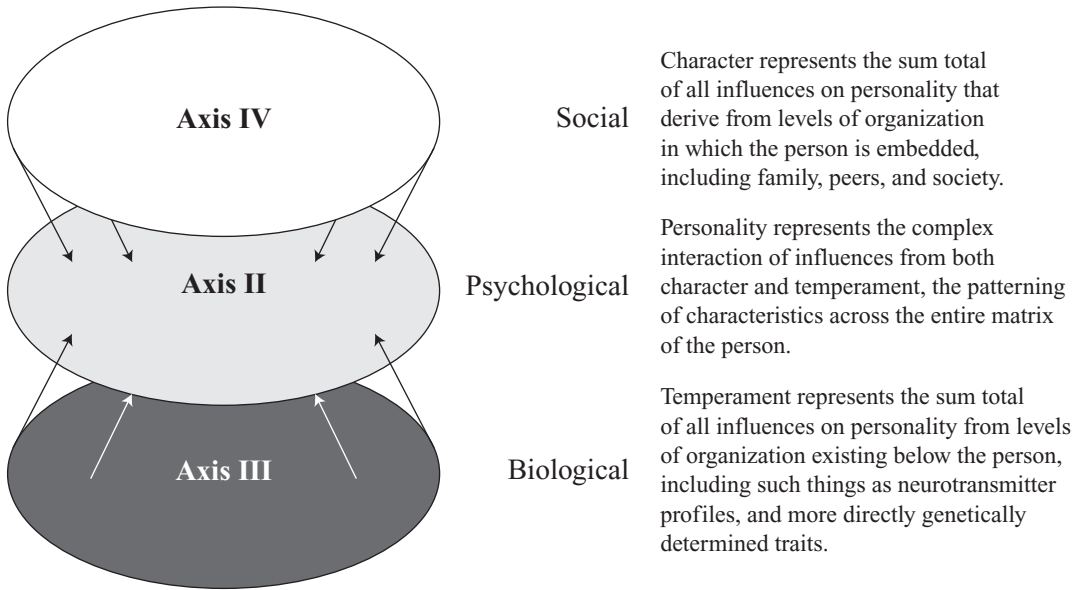 Axis IV
Social
Character represents the sum total
of all influences on personality that
derive from levels of organization
in which the person is embedded,
including family, peers, and society.
Axis II
Psychological
Personality represents the complex
interaction of influences from both
character and temperament, the patterning
of characteristics across the entire matrix
of the person.
Axis III
Biological
Temperament represents the sum total
of all influences on personality from levels
of organization existing below the person,
including such things as neurotransmitter
profiles, and more directly genetically
determined traits.